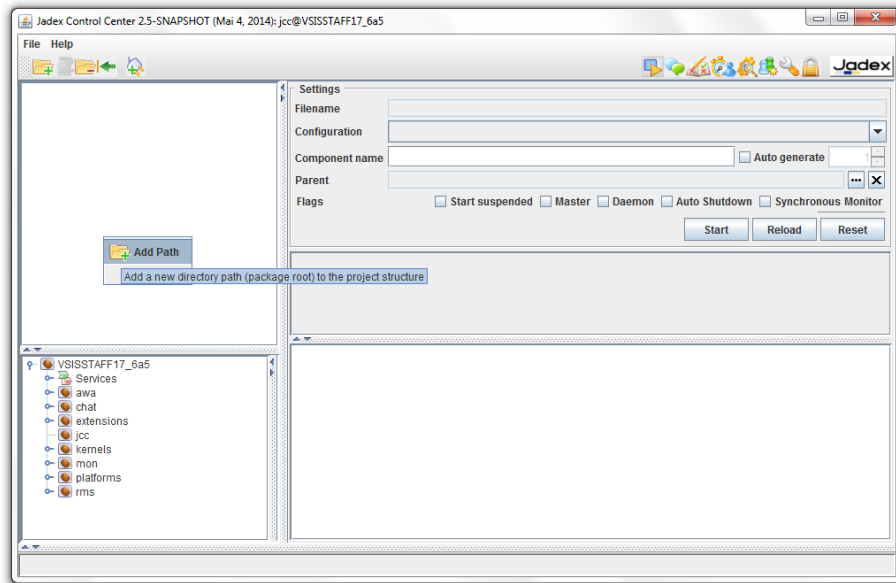 Jadex Control Center 2.5-SNAPSHOT (Mai 4, 2014): jcc@VSISSTAFF17_6a5
File Help
Jadex
Settings
Filename
Configuration
Component name Auto generate 1
Parent ...
Flags Start suspended Master Daemon Auto Shutdown Synchronous Monitor
Start Reload Reset
Add Path
Add a new directory path (package root) to the project structure
VSISSTAFF17_6a5
Services
awa
chat
extensions
jcc
kernels
mon
platforms
rms